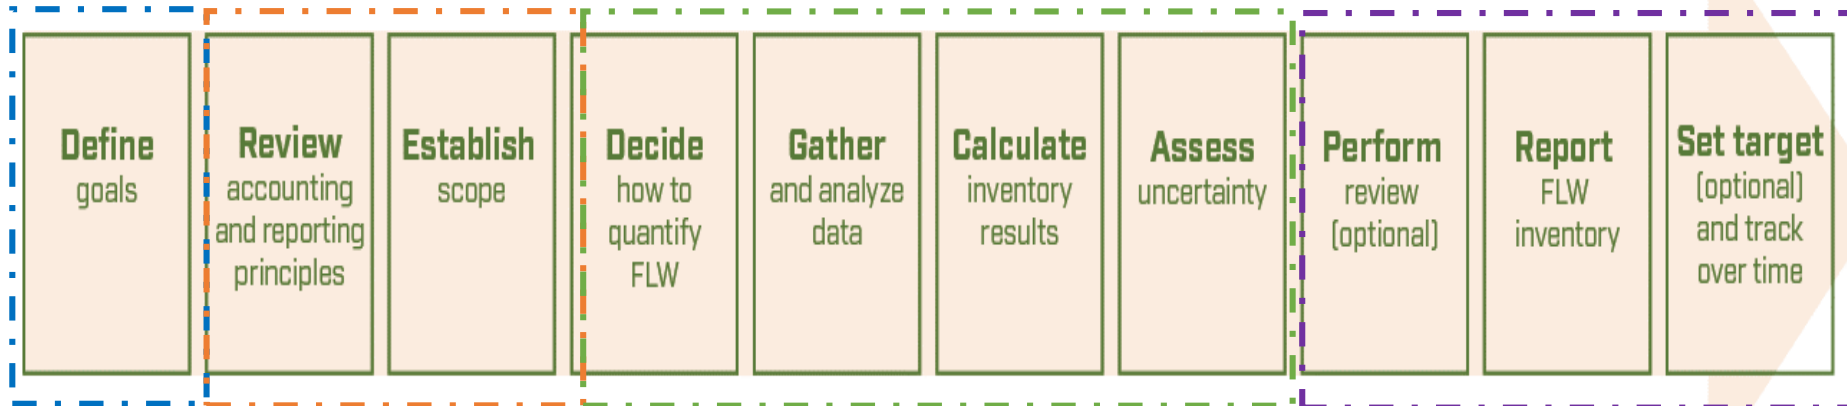 Define
goals
Review
accounting
and reporting
principles
Establish
scope
Decide
how to
quantify
FLW
Gather
and analyze
data
Calculate
inventory
results
Assess
uncertainty
Perform
review
(optional)
Report
FLW
inventory
Set target
(optional)
and track
over time